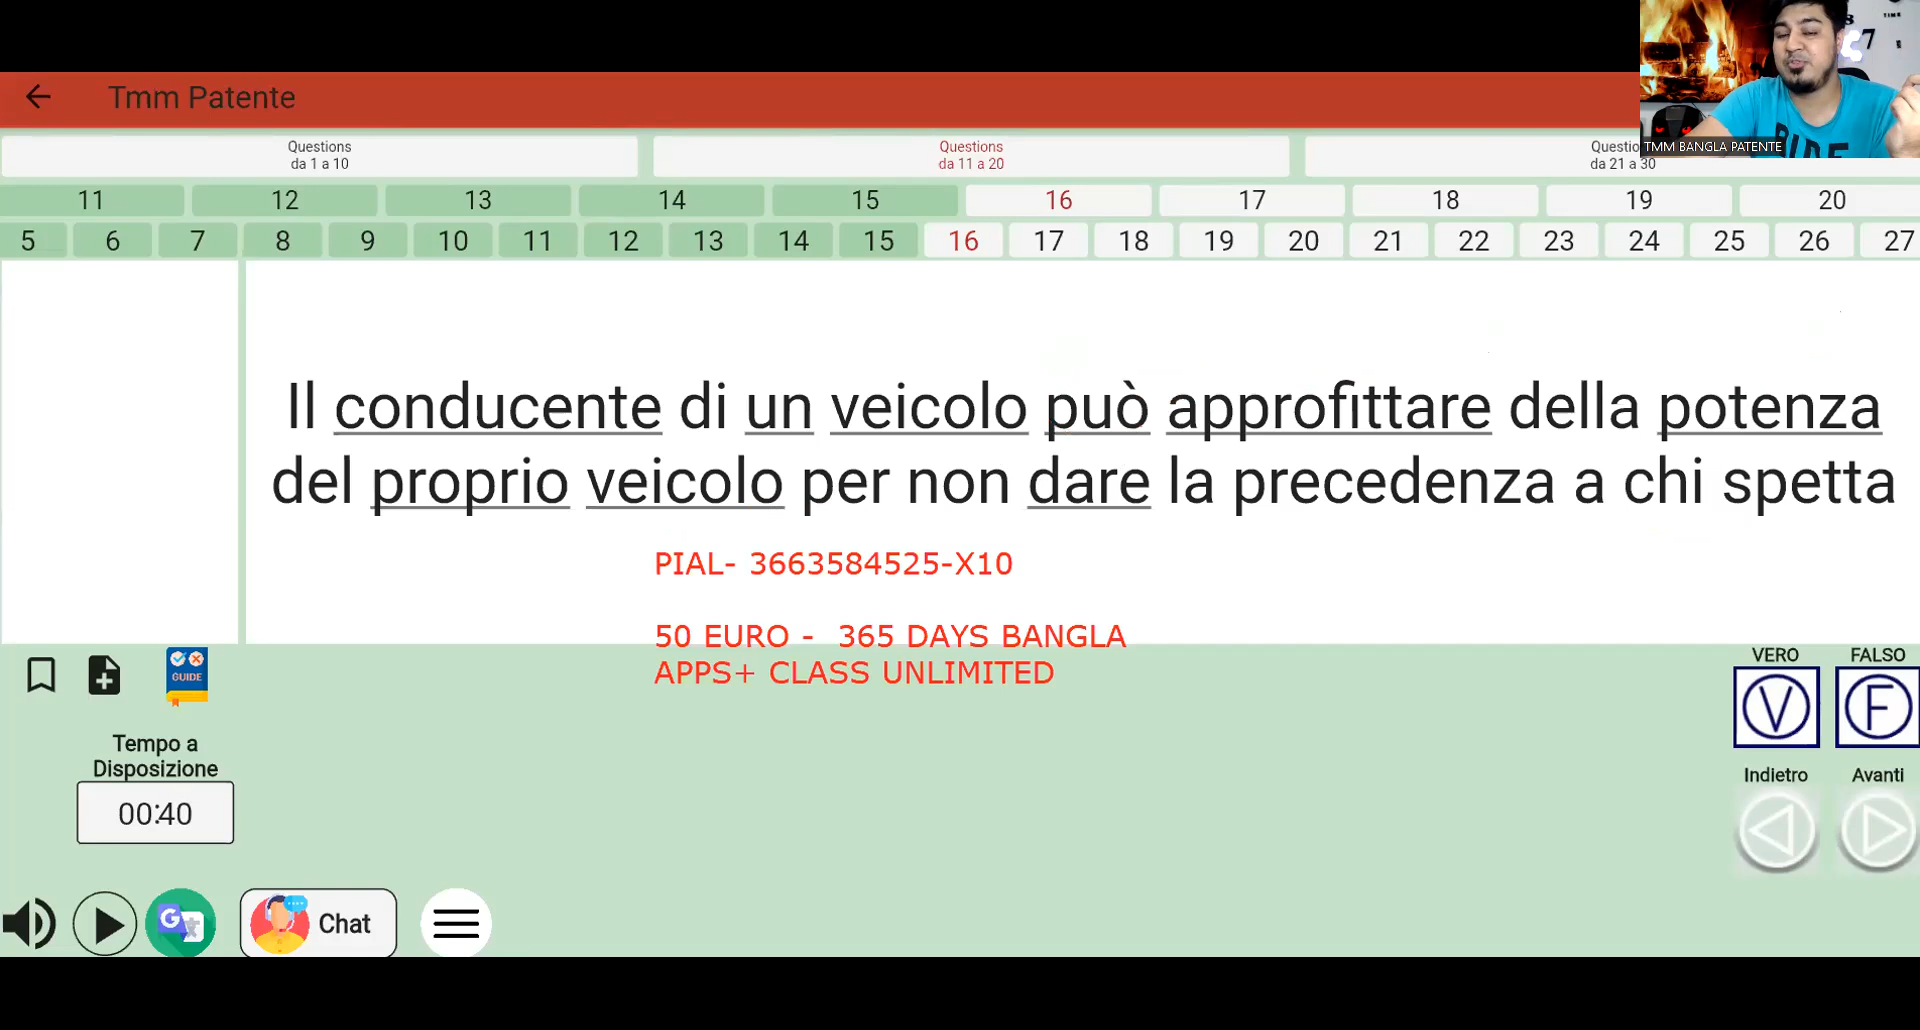 Tmm Patente
TMM BANGLA PATENTE
Questions
da 1 a 10
Questions
da 11 a 20
da 21 a 30
11 12 13 14 15 16 17 18 19 20
5 6 7 8 9 10 11 12 13 14 15 16 17 18 19 20 21 22 23 24 25 26 27
Il conducente di un veicolo può approfittare della potenza
del proprio veicolo per non dare la precedenza a chi spetta
PIAL- 3663584525-X10
50 EURO - 365 DAYS BANGLA
APPS+ CLASS UNLIMITED
GUIDE
VERO FALSO
V F
Tempo a
Disposizione
00:40
Indietro Avanti
Chat